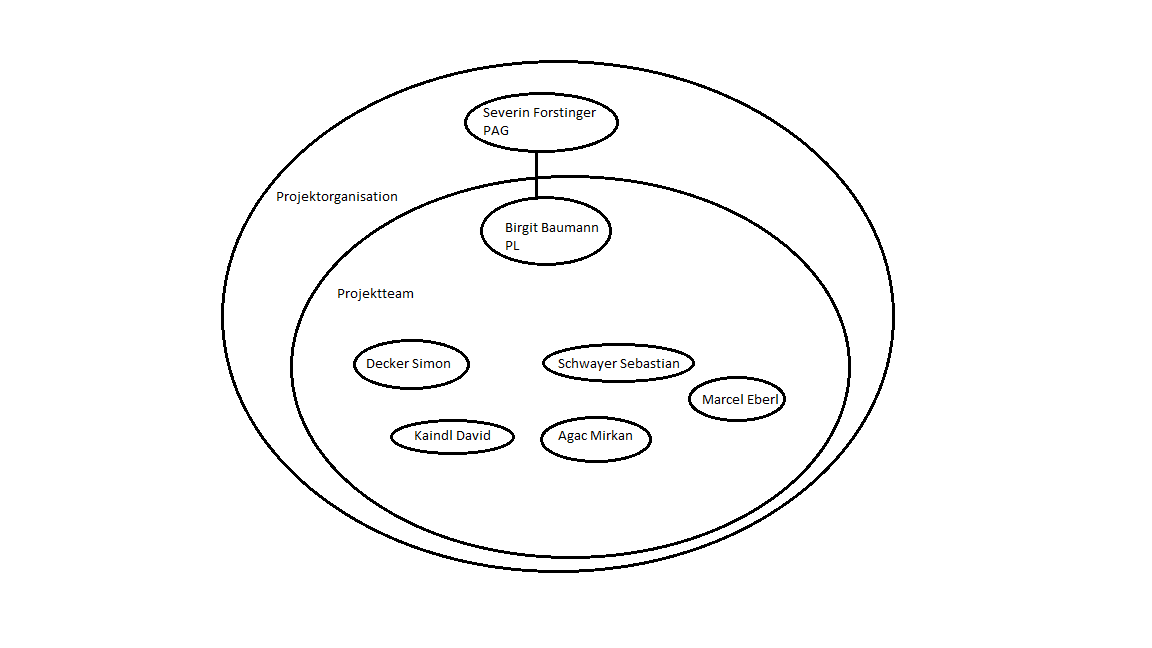 Severin Forstinger
PAG
Projektorganisation
Birgit Baumann
PL
Projektteam
Decker Simon
Schwayer Sebastian
Marcel Eberl
Kaindl David
Agac Mirkan